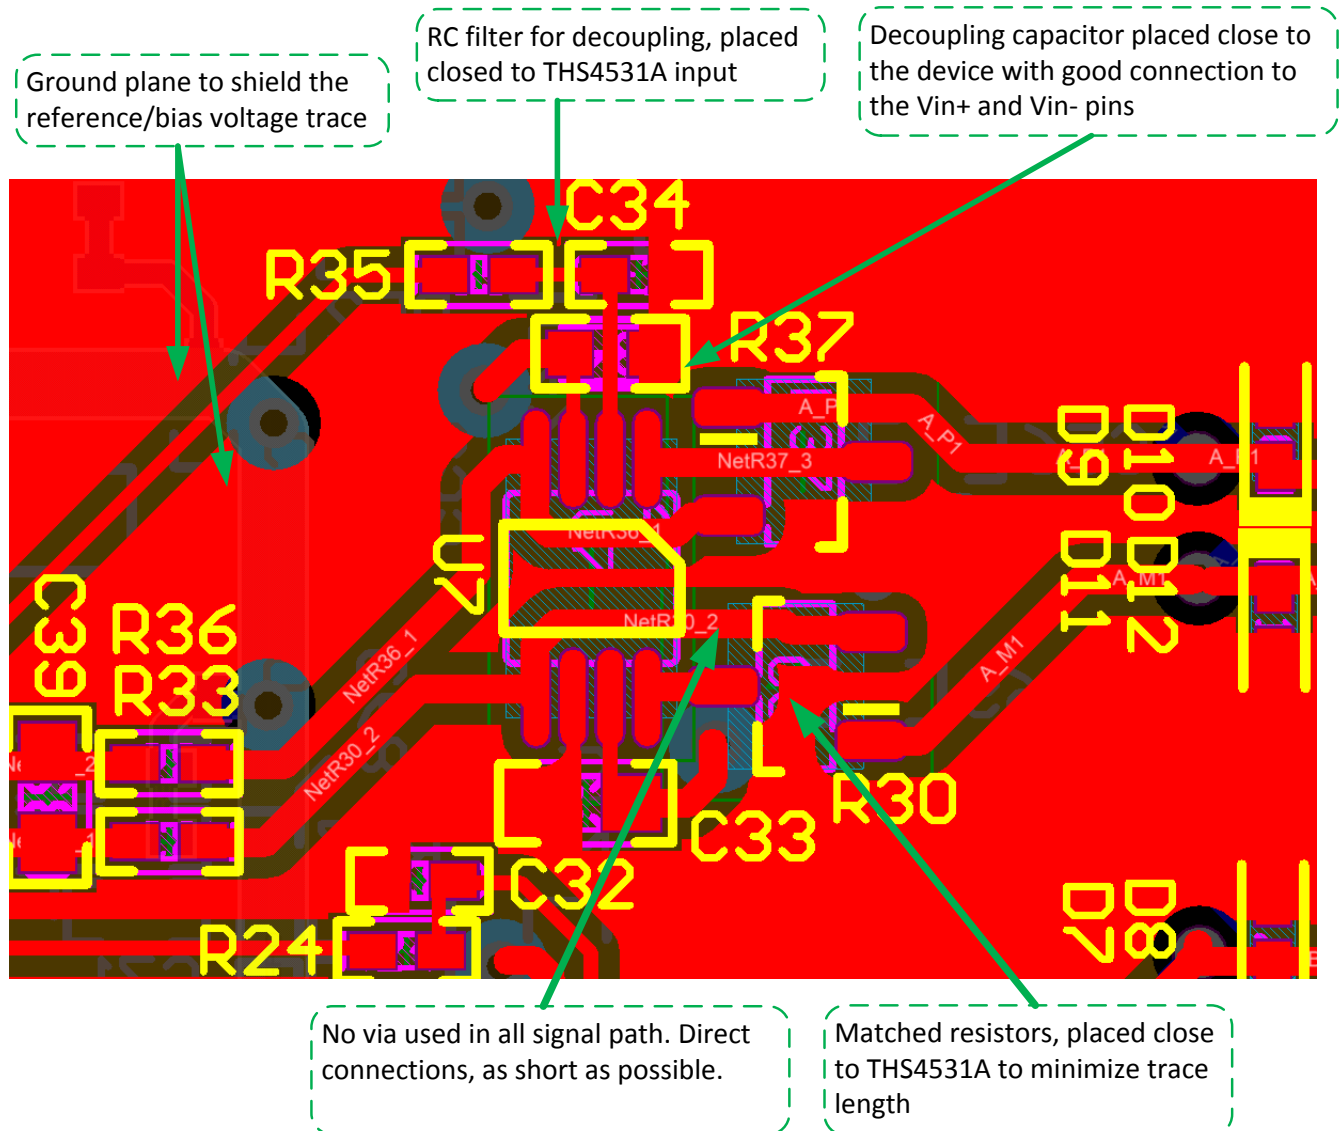 RC filter for decoupling, placed
closed to THS4531A input
Decoupling capacitor placed close to
the device with good connection to
the Vin+ and Vin- pins
Ground plane to shield the
reference/bias voltage trace
C34
R35
R37
A_P
A_P1
NetR37_3
A_P1
D9
D10
NetR36_1
U7
D11
D12
A_M1
NetR30_2
A_M1
C39
R36
R33
NetR36_1
NetR30_2
R30
C33
C32
R24
D7
D8
No via used in all signal path. Direct
connections, as short as possible.
Matched resistors, placed close
to THS4531A to minimize trace
length